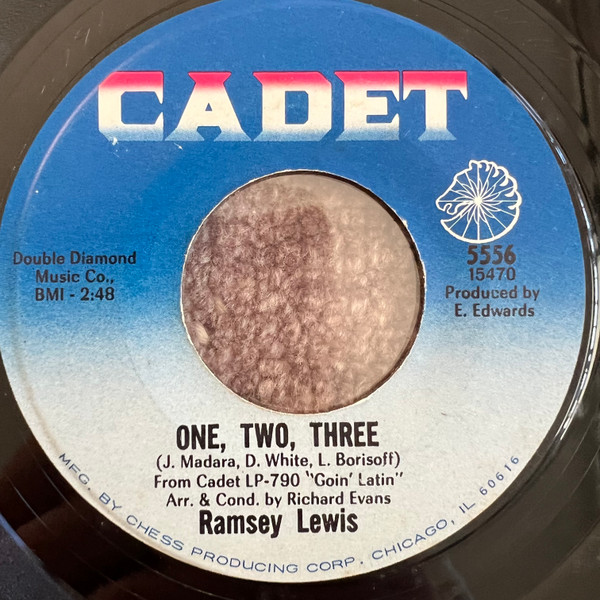 CADET
Double Diamond
Music Co.,
BMI - 2:48
5556
15470
Produced by
E. Edwards
ONE, TWO, THREE
(J. Madara, D. White, L. Borisoff)
From Cadet LP-790 "Goin' Latin"
Arr. & Cond. by Richard Evans
Ramsey Lewis
MFG. BY CHESS PRODUCING CORP. CHICAGO, IL 60616